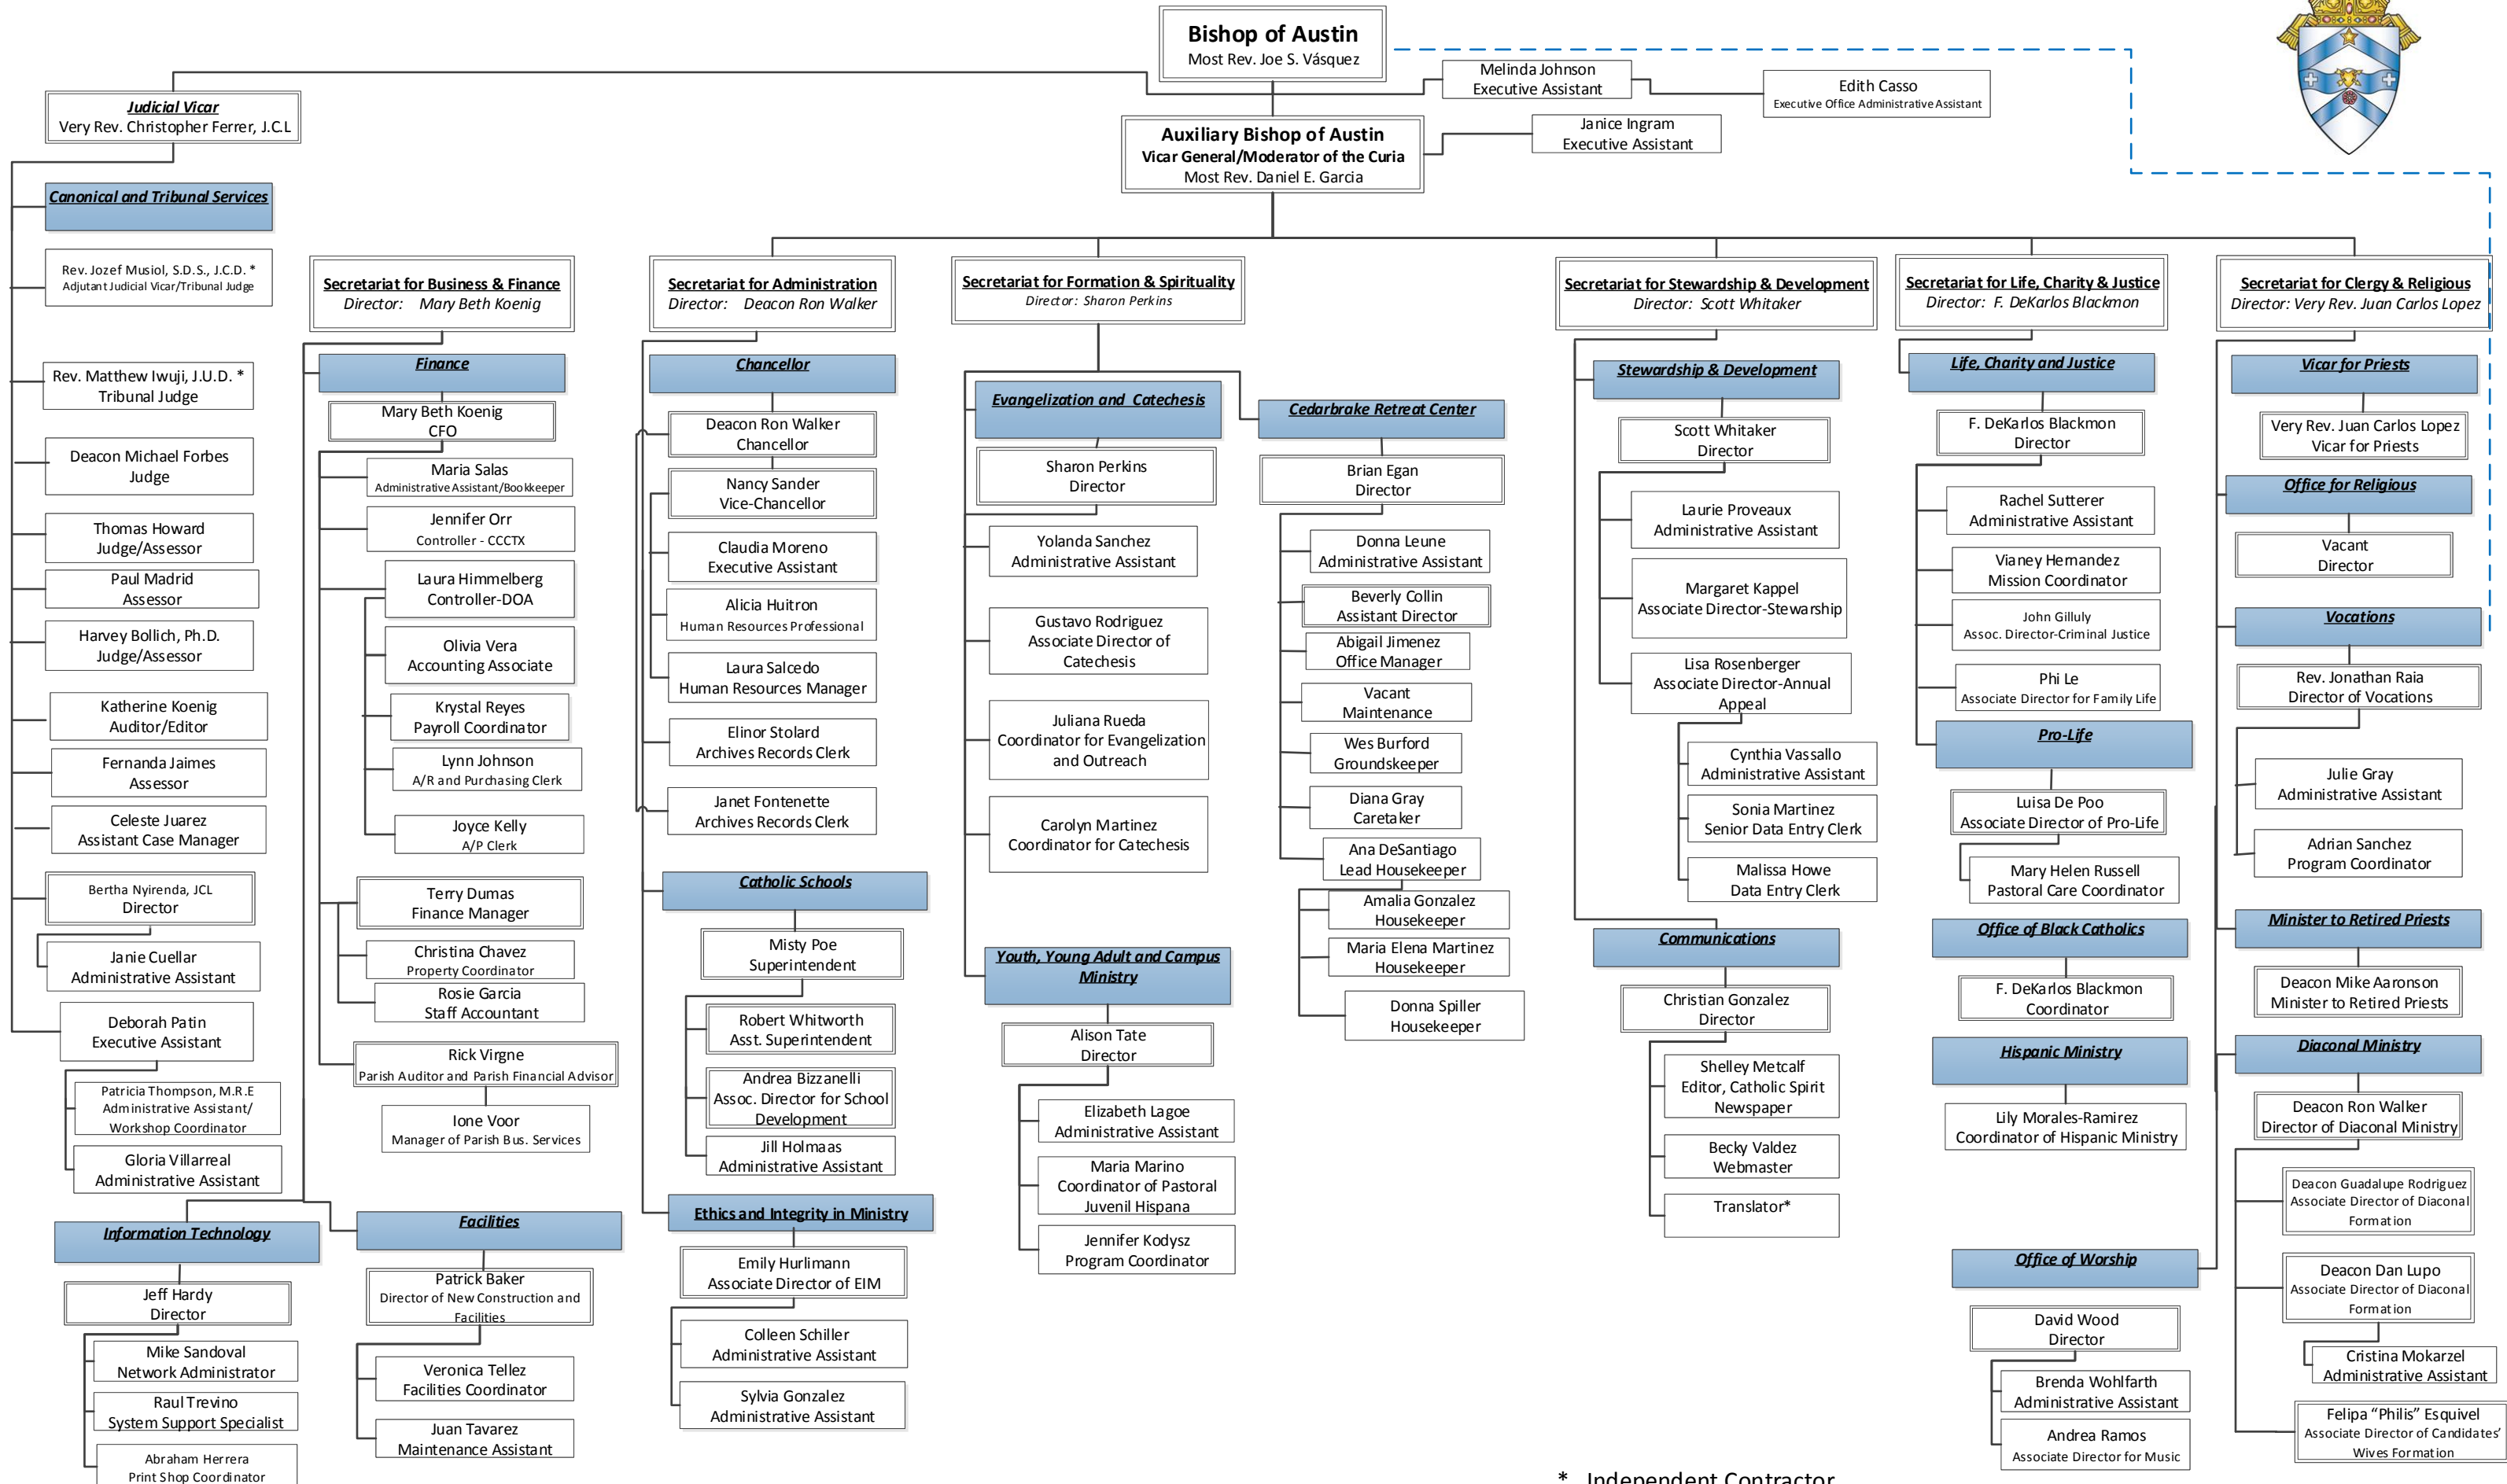 Bishop of Austin
Most Rev. Joe S. Vásquez
Melinda Johnson
Executive Assistant
Edith Casso
Executive Office Administrative Assistant
Auxiliary Bishop of Austin
Vicar General/Moderator of the Curia
Most Rev. Daniel E. Garcia
Janice Ingram
Executive Assistant
Judicial Vicar
Very Rev. Christopher Ferrer, J.C.L
Canonical and Tribunal Services
Rev. Jozef Musiol, S.D.S., J.C.D. *
Adjutant Judicial Vicar/Tribunal Judge
Rev. Matthew Iwuji, J.U.D. *
Tribunal Judge
Deacon Michael Forbes
Judge
Thomas Howard
Judge/Assessor
Paul Madrid
Assessor
Harvey Bollich, Ph.D.
Judge/Assessor
Katherine Koenig
Auditor/Editor
Fernanda Jaimes
Assessor
Celeste Juarez
Assistant Case Manager
Bertha Nyirenda, JCL
Director
Janie Cuellar
Administrative Assistant
Deborah Patin
Executive Assistant
Patricia Thompson, M.R.E
Administrative Assistant/
Workshop Coordinator
Gloria Villarreal
Administrative Assistant
Secretariat for Business & Finance
Director: Mary Beth Koenig
Finance
Mary Beth Koenig
CFO
Maria Salas
Administrative Assistant/Bookkeeper
Jennifer Orr
Controller - CCCTX
Laura Himmelberg
Controller-DOA
Olivia Vera
Accounting Associate
Krystal Reyes
Payroll Coordinator
Lynn Johnson
A/R and Purchasing Clerk
Joyce Kelly
A/P Clerk
Terry Dumas
Finance Manager
Christina Chavez
Property Coordinator
Rosie Garcia
Staff Accountant
Rick Virgne
Parish Auditor and Parish Financial Advisor
Ione Voor
Manager of Parish Bus. Services
Information Technology
Jeff Hardy
Director
Mike Sandoval
Network Administrator
Raul Trevino
System Support Specialist
Abraham Herrera
Print Shop Coordinator
Facilities
Patrick Baker
Director of New Construction and
Facilities
Veronica Tellez
Facilities Coordinator
Juan Tavarez
Maintenance Assistant
Secretariat for Administration
Director: Deacon Ron Walker
Chancellor
Deacon Ron Walker
Chancellor
Nancy Sander
Vice-Chancellor
Claudia Moreno
Executive Assistant
Alicia Huitron
Human Resources Professional
Laura Salcedo
Human Resources Manager
Elinor Stolard
Archives Records Clerk
Janet Fontenette
Archives Records Clerk
Catholic Schools
Misty Poe
Superintendent
Robert Whitworth
Asst. Superintendent
Andrea Bizzanelli
Assoc. Director for School
Development
Jill Holmaas
Administrative Assistant
Ethics and Integrity in Ministry
Emily Hurlimann
Associate Director of EIM
Colleen Schiller
Administrative Assistant
Sylvia Gonzalez
Administrative Assistant
Secretariat for Formation & Spirituality
Director: Sharon Perkins
Evangelization and Catechesis
Sharon Perkins
Director
Yolanda Sanchez
Administrative Assistant
Gustavo Rodriguez
Associate Director of
Catechesis
Juliana Rueda
Coordinator for Evangelization
and Outreach
Carolyn Martinez
Coordinator for Catechesis
Youth, Young Adult and Campus
Ministry
Alison Tate
Director
Elizabeth Lagoe
Administrative Assistant
Maria Marino
Coordinator of Pastoral
Juvenil Hispana
Jennifer Kodysz
Program Coordinator
Cedarbrake Retreat Center
Brian Egan
Director
Donna Leune
Administrative Assistant
Beverly Collin
Assistant Director
Abigail Jimenez
Office Manager
Vacant
Maintenance
Wes Burford
Groundskeeper
Diana Gray
Caretaker
Ana DeSantiago
Lead Housekeeper
Amalia Gonzalez
Housekeeper
Maria Elena Martinez
Housekeeper
Donna Spiller
Housekeeper
Secretariat for Stewardship & Development
Director: Scott Whitaker
Stewardship & Development
Scott Whitaker
Director
Laurie Proveaux
Administrative Assistant
Margaret Kappel
Associate Director-Stewarship
Lisa Rosenberger
Associate Director-Annual
Appeal
Cynthia Vassallo
Administrative Assistant
Sonia Martinez
Senior Data Entry Clerk
Malissa Howe
Data Entry Clerk
Communications
Christian Gonzalez
Director
Shelley Metcalf
Editor, Catholic Spirit
Newspaper
Becky Valdez
Webmaster
Translator*
Secretariat for Life, Charity & Justice
Director: F. DeKarlos Blackmon
Life, Charity and Justice
F. DeKarlos Blackmon
Director
Rachel Sutterer
Administrative Assistant
Vianey Hernandez
Mission Coordinator
John Gilluly
Assoc. Director-Criminal Justice
Phi Le
Associate Director for Family Life
Pro-Life
Luisa De Poo
Associate Director of Pro-Life
Mary Helen Russell
Pastoral Care Coordinator
Office of Black Catholics
F. DeKarlos Blackmon
Coordinator
Hispanic Ministry
Lily Morales-Ramirez
Coordinator of Hispanic Ministry
Office of Worship
David Wood
Director
Brenda Wohlfarth
Administrative Assistant
Andrea Ramos
Associate Director for Music
Secretariat for Clergy & Religious
Director: Very Rev. Juan Carlos Lopez
Vicar for Priests
Very Rev. Juan Carlos Lopez
Vicar for Priests
Office for Religious
Vacant
Director
Vocations
Rev. Jonathan Raia
Director of Vocations
Julie Gray
Administrative Assistant
Adrian Sanchez
Program Coordinator
Minister to Retired Priests
Deacon Mike Aaronson
Minister to Retired Priests
Diaconal Ministry
Deacon Ron Walker
Director of Diaconal Ministry
Deacon Guadalupe Rodriguez
Associate Director of Diaconal
Formation
Deacon Dan Lupo
Associate Director of Diaconal
Formation
Cristina Mokarzel
Administrative Assistant
Felipa “Philis” Esquivel
Associate Director of Candidates’
Wives Formation
* Independent Contractor